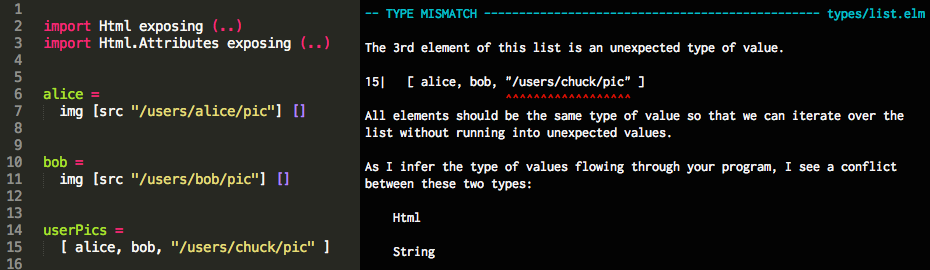 1
2 import Html exposing (..)
3 import Html.Attributes exposing (..)
4
5
6 alice =
7 img [src "/users/alice/pic"] []
8
9
10 bob =
11 img [src "/users/bob/pic"] []
12
13
14 userPics =
15 [ alice, bob, "/users/chuck/pic" ]
16
-- TYPE MISMATCH ---------------------------------------------- types/list.elm
The 3rd element of this list is an unexpected type of value.
15| [ alice, bob, "/users/chuck/pic" ]
^^^^^^^^^^^^^^^^^^
All elements should be the same type of value so that we can iterate over the
list without running into unexpected values.
As I infer the type of values flowing through your program, I see a conflict
between these two types:
Html
String